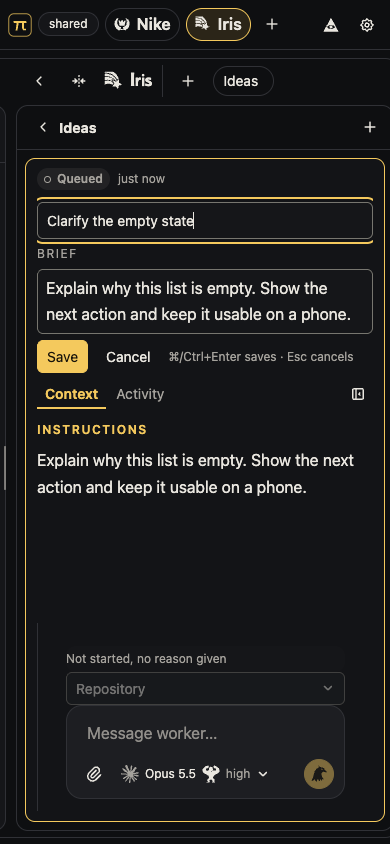 π shared Nike Iris +
Iris + Ideas
Ideas +
Queued just now
Clarify the empty state
BRIEF
Explain why this list is empty. Show the
next action and keep it usable on a phone.
Save Cancel ⌘/Ctrl+Enter saves · Esc cancels
Context Activity
INSTRUCTIONS
Explain why this list is empty. Show the next
action and keep it usable on a phone.
Not started, no reason given
Repository
Message worker...
Opus 5.5 high